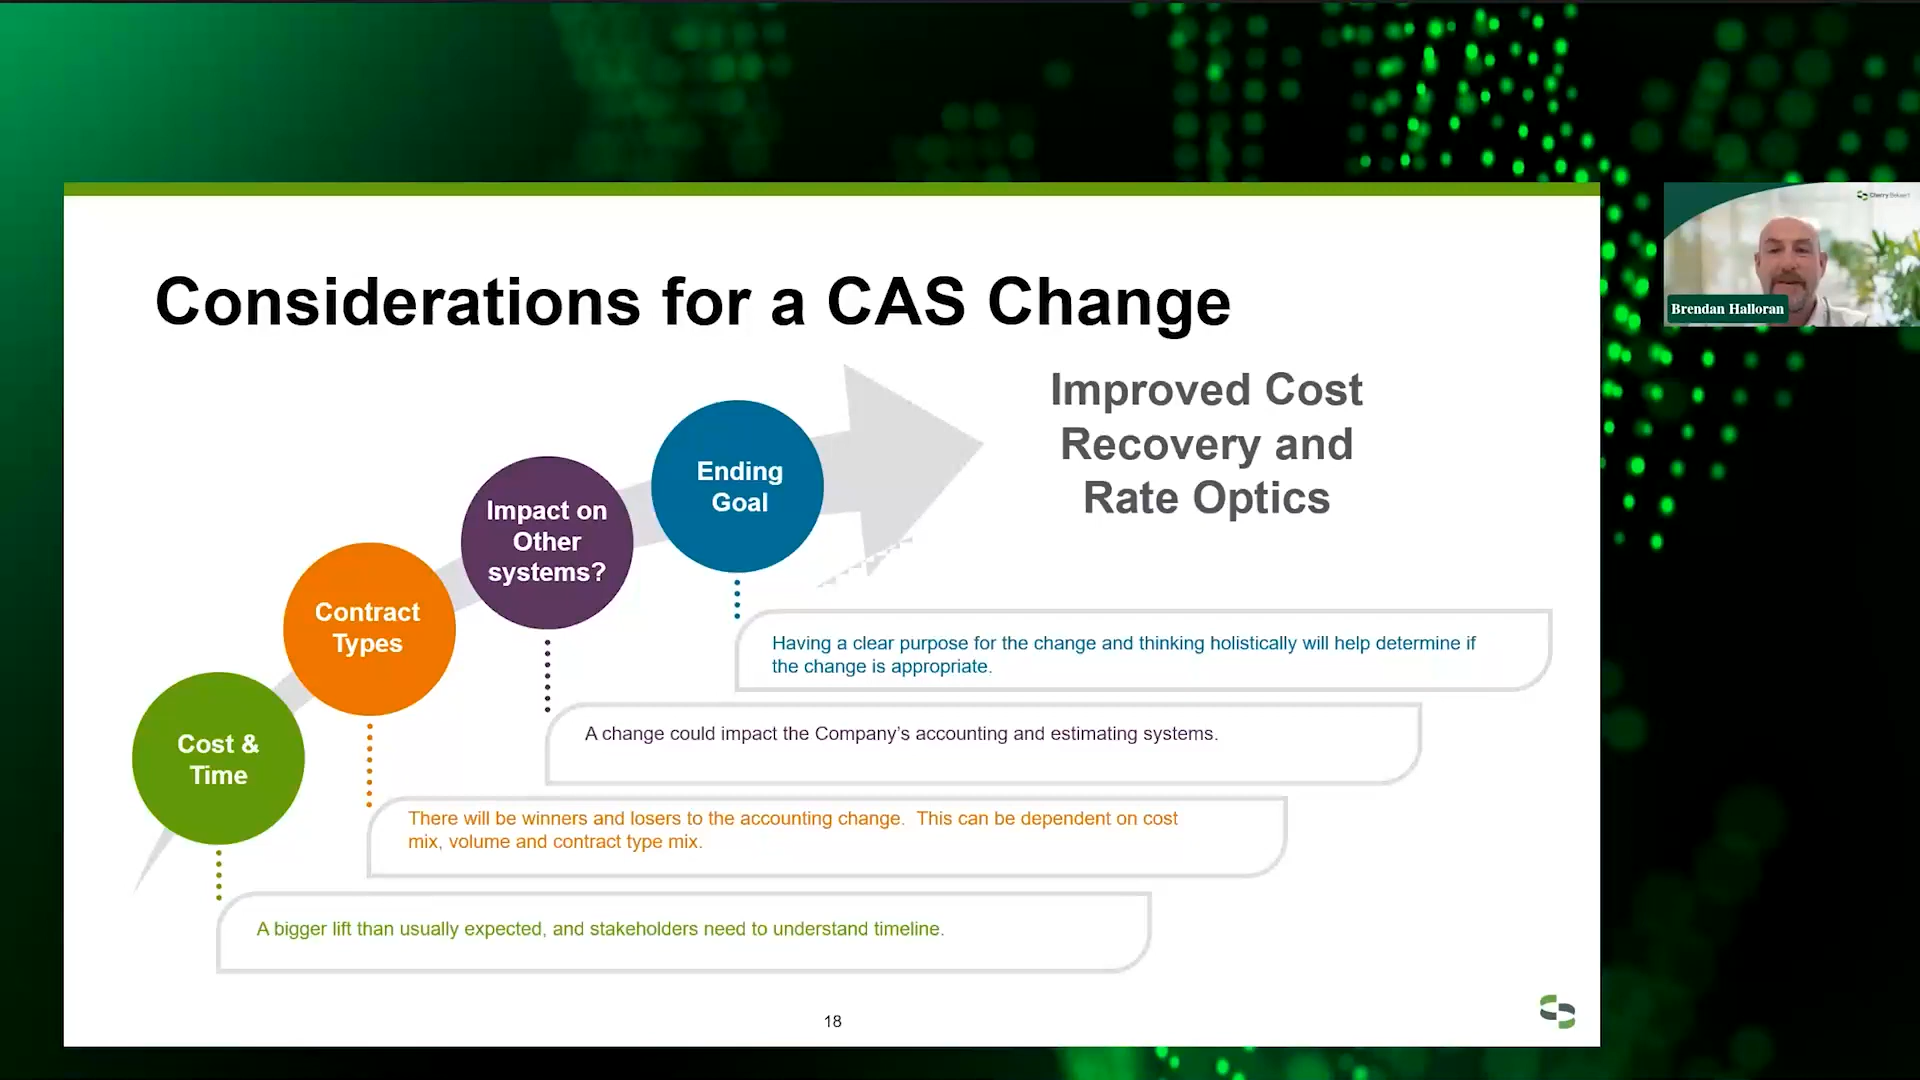 Considerations for a CAS Change
Improved Cost
Recovery and
Rate Optics
Ending
Goal
Impact on
Other
systems?
Contract
Types
Cost &
Time
Having a clear purpose for the change and thinking holistically will help determine if
the change is appropriate.
A change could impact the Company’s accounting and estimating systems.
There will be winners and losers to the accounting change.  This can be dependent on cost
mix, volume and contract type mix.
A bigger lift than usually expected, and stakeholders need to understand timeline.
18
Cherry Bekaert
Brendan Halloran